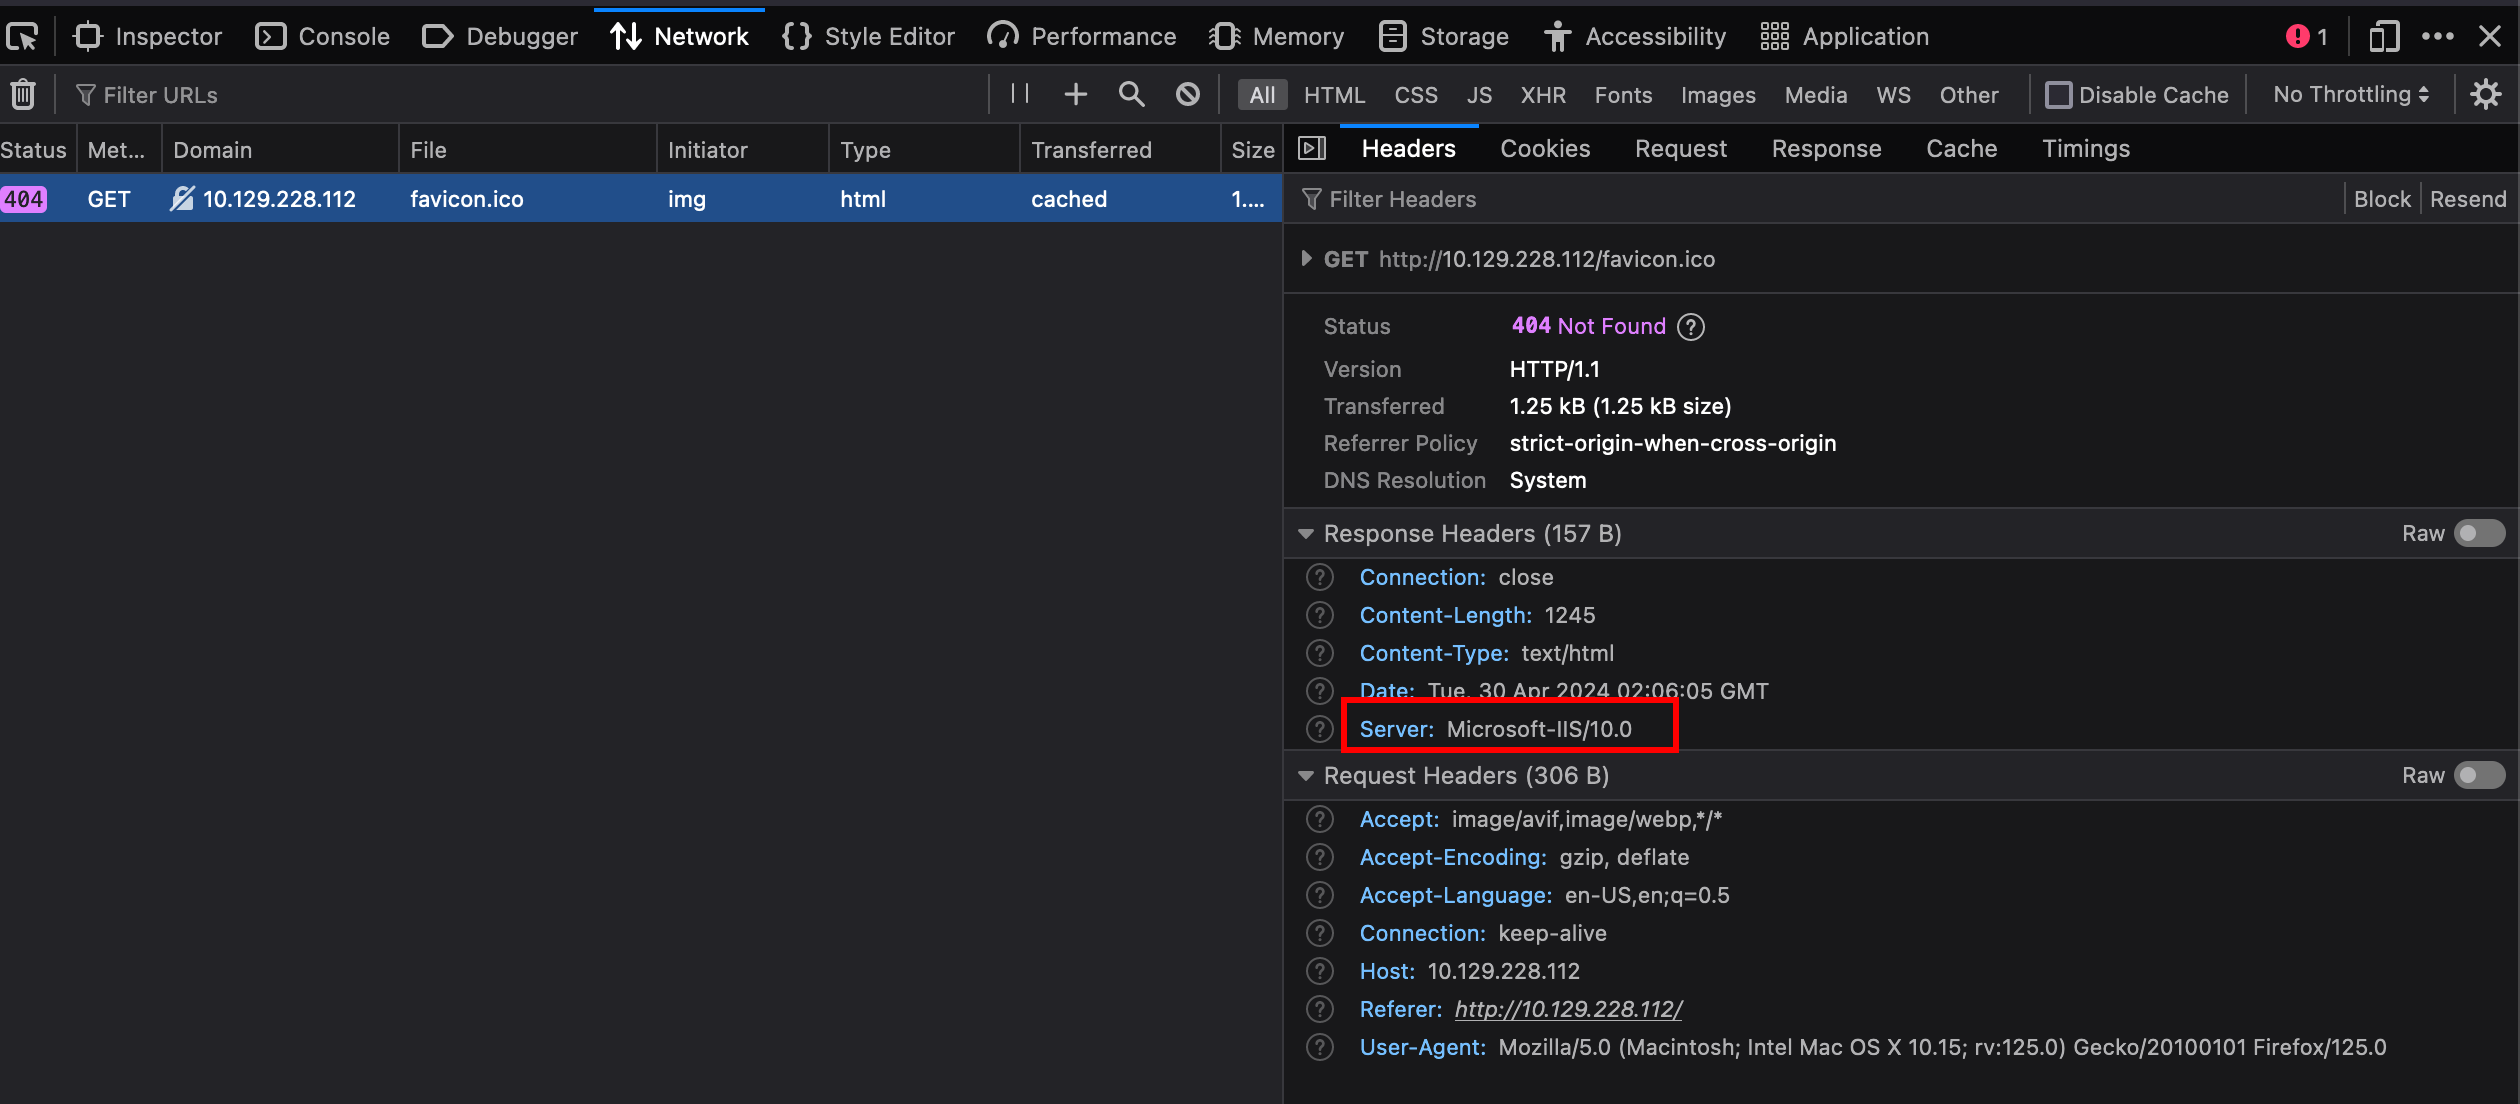 Inspector Console Debugger Network Style Editor Performance Memory Storage Accessibility Application 1
Filter URLs All HTML CSS JS XHR Fonts Images Media WS Other Disable Cache No Throttling
Status Met... Domain File Initiator Type Transferred Size
404 GET 10.129.228.112 favicon.ico img html cached 1....
Headers Cookies Request Response Cache Timings
Filter Headers Block Resend
GET http://10.129.228.112/favicon.ico
Status 404 Not Found
Version HTTP/1.1
Transferred 1.25 kB (1.25 kB size)
Referrer Policy strict-origin-when-cross-origin
DNS Resolution System
Response Headers (157 B) Raw
Connection: close
Content-Length: 1245
Content-Type: text/html
Date: Tue, 30 Apr 2024 02:06:05 GMT
Server: Microsoft-IIS/10.0
Request Headers (306 B) Raw
Accept: image/avif,image/webp,*/*
Accept-Encoding: gzip, deflate
Accept-Language: en-US,en;q=0.5
Connection: keep-alive
Host: 10.129.228.112
Referer: http://10.129.228.112/
User-Agent: Mozilla/5.0 (Macintosh; Intel Mac OS X 10.15; rv:125.0) Gecko/20100101 Firefox/125.0